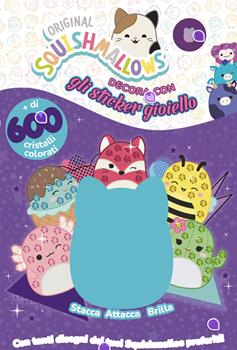 ORIGINAL
SQUISHMALLOWS
DECORA CON
gli sticker gioiello
+ di
600
cristalli
colorati
Stacca Attacca Brilla
Con tanti disegni dei tuoi Squishmallows preferiti!